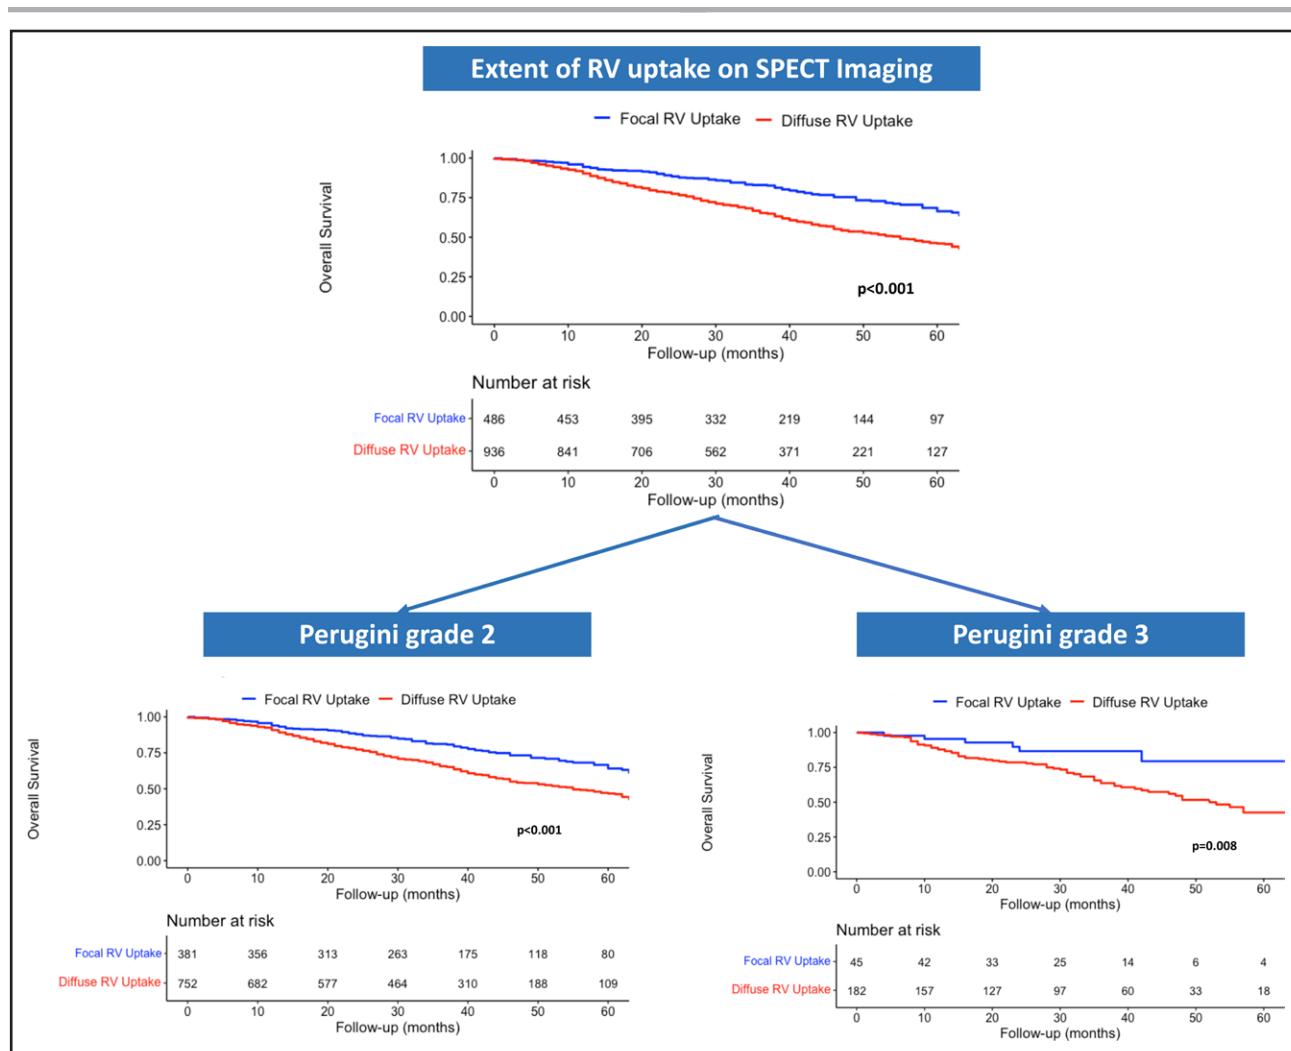 Extent of RV uptake on SPECT Imaging
Focal RV Uptake Diffuse RV Uptake
Overall Survival
1.00
0.75
0.50
0.25
0.00
p<0.001
0 10 20 30 40 50 60
Follow-up (months)
Number at risk
Focal RV Uptake 486 453 395 332 219 144 97
Diffuse RV Uptake 936 841 706 562 371 221 127
0 10 20 30 40 50 60
Follow-up (months)
Perugini grade 2
Focal RV Uptake Diffuse RV Uptake
Overall Survival
1.00
0.75
0.50
0.25
0.00
p<0.001
0 10 20 30 40 50 60
Follow-up (months)
Number at risk
Focal RV Uptake 381 356 313 263 175 118 80
Diffuse RV Uptake 752 682 577 464 310 188 109
0 10 20 30 40 50 60
Follow-up (months)
Perugini grade 3
Focal RV Uptake Diffuse RV Uptake
Overall Survival
1.00
0.75
0.50
0.25
0.00
p=0.008
0 10 20 30 40 50 60
Follow-up (months)
Number at risk
Focal RV Uptake 45 42 33 25 14 6 4
Diffuse RV Uptake 182 157 127 97 60 33 18
0 10 20 30 40 50 60
Follow-up (months)